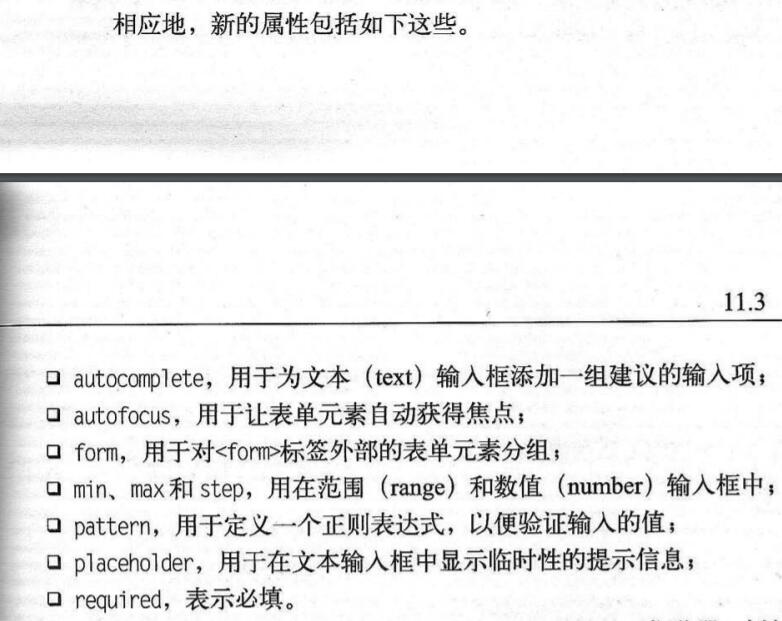 相应地，新的属性包括如下这些。
11.3
❑ autocomplete，用于为文本（text）输入框添加一组建议的输入项；
❑ autofocus，用于让表单元素自动获得焦点；
❑ form，用于对<form>标签外部的表单元素分组；
❑ min、max和 step，用在范围（range）和数值（number）输入框中；
❑ pattern，用于定义一个正则表达式，以便验证输入的值；
❑ placeholder，用于在文本输入框中显示临时性的提示信息；
❑ required，表示必填。